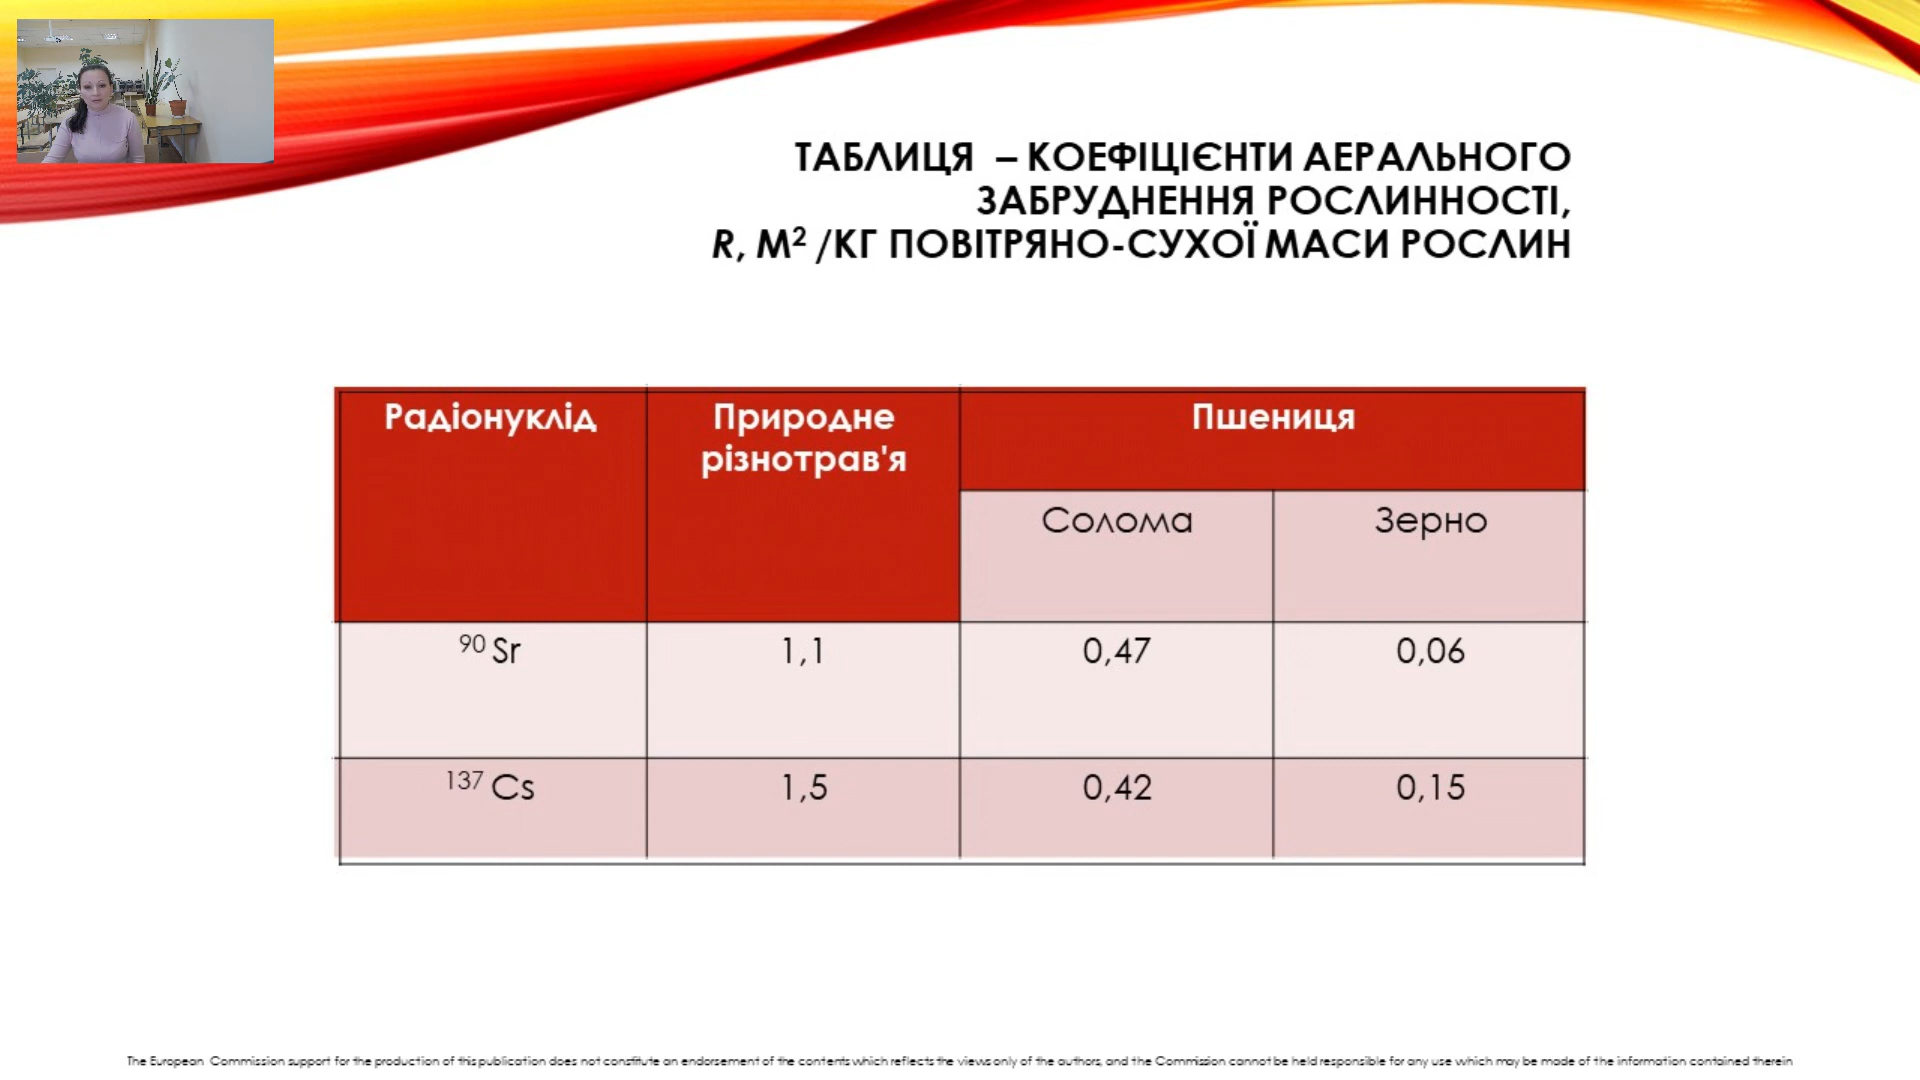 ТАБЛИЦЯ – КОЕФІЦІЄНТИ АЕРАЛЬНОГО
ЗАБРУДНЕННЯ РОСЛИННОСТІ,
R, М² /КГ ПОВІТРЯНО-СУХОЇ МАСИ РОСЛИН
Радіонуклід Природне Пшениця
різнотрав'я
Солома Зерно
⁹⁰ Sr 1,1 0,47 0,06
¹³⁷ Cs 1,5 0,42 0,15
The European Commission support for the production of this publication does not constitute an endorsement of the contents which reflects the views only of the authors, and the Commission cannot be held responsible for any use which may be made of the information contained therein